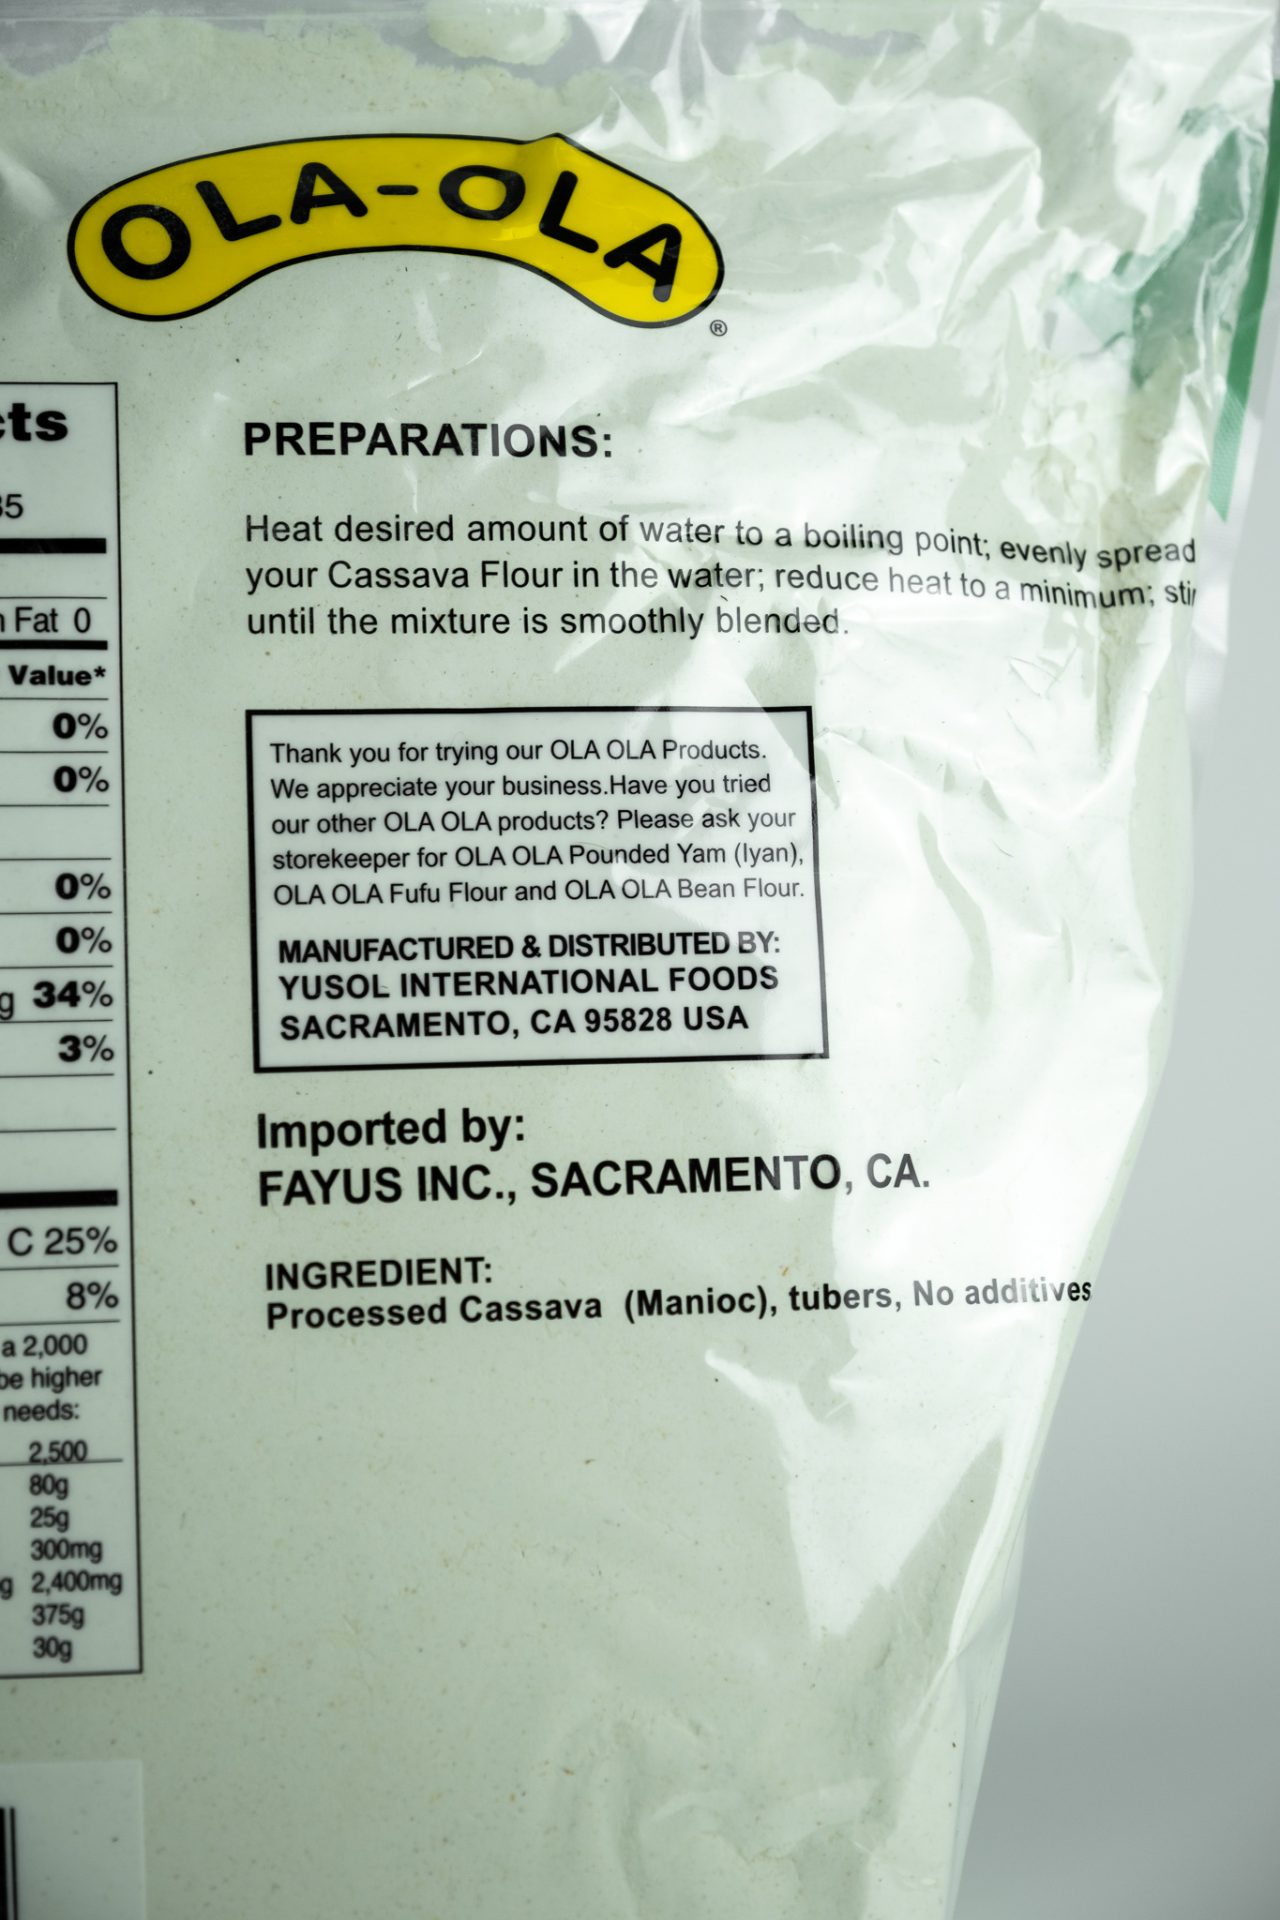 OLA-OLA
®
PREPARATIONS:
Heat desired amount of water to a boiling point; evenly spread
your Cassava Flour in the water; reduce heat to a minimum; stir
until the mixture is smoothly blended.
Thank you for trying our OLA OLA Products.
We appreciate your business.Have you tried
our other OLA OLA products? Please ask your
storekeeper for OLA OLA Pounded Yam (Iyan),
OLA OLA Fufu Flour and OLA OLA Bean Flour.
MANUFACTURED & DISTRIBUTED BY:
YUSOL INTERNATIONAL FOODS
SACRAMENTO, CA 95828 USA
Imported by:
FAYUS INC., SACRAMENTO, CA.
INGREDIENT:
Processed Cassava (Manioc), tubers, No additives
Fat 0
Value*
0%
0%
0%
0%
g 34%
3%
C 25%
8%
a 2,000
be higher
needs:
2,500
80g
25g
300mg
g 2,400mg
375g
30g